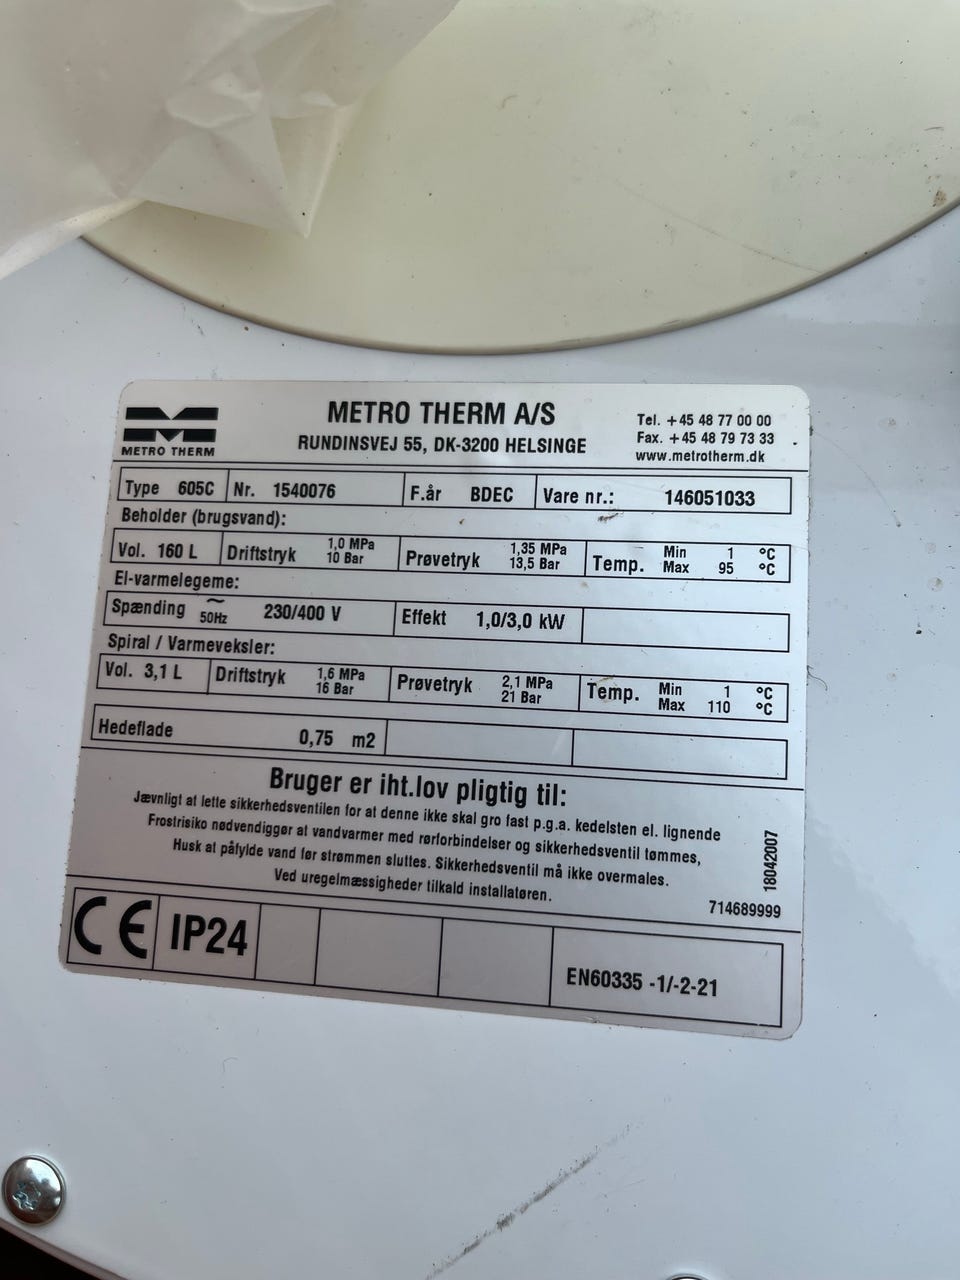 METRO THERM
METRO THERM A/S
RUNDINSVEJ 55, DK-3200 HELSINGE
Tel. +45 48 77 00 00
Fax. +45 48 79 73 33
www.metrotherm.dk
Type 605C Nr. 1540076 F.år BDEC Vare nr.: 146051033
Beholder (brugsvand):
Vol. 160 L Driftstryk 1,0 MPa 10 Bar Prøvetryk 1,35 MPa 13,5 Bar Temp. Min 1 °C Max 95 °C
El-varmelegeme:
Spænding ~ 50Hz 230/400 V Effekt 1,0/3,0 kW
Spiral / Varmeveksler:
Vol. 3,1 L Driftstryk 1,6 MPa 16 Bar Prøvetryk 2,1 MPa 21 Bar Temp. Min 1 °C Max 110 °C
Hedeflade 0,75 m2
Bruger er iht.lov pligtig til:
Jævnligt at lette sikkerhedsventilen for at denne ikke skal gro fast p.g.a. kedelsten el. lignende
Frostrisiko nødvendiggør at vandvarmer med rørforbindelser og sikkerhedsventil tømmes,
Husk at påfylde vand før strømmen sluttes. Sikkerhedsventil må ikke overmales.
Ved uregelmæssigheder tilkald installatøren.
18042007
714689999
CE IP24 EN60335 -1/-2-21